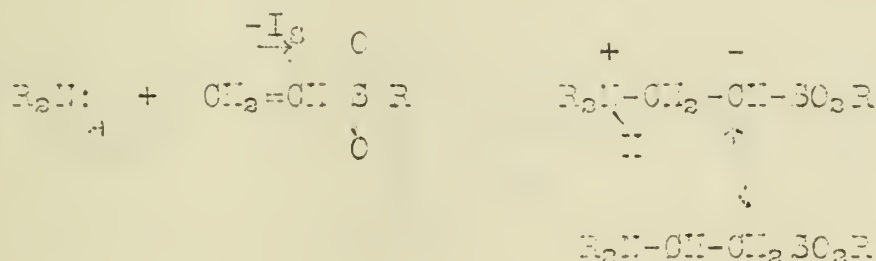 -Is
O + -
R₂N: + CH₂=CH S R R₂N-CH₂-CH-SO₂R
O H
R₂N-CH-CH₂SO₂R